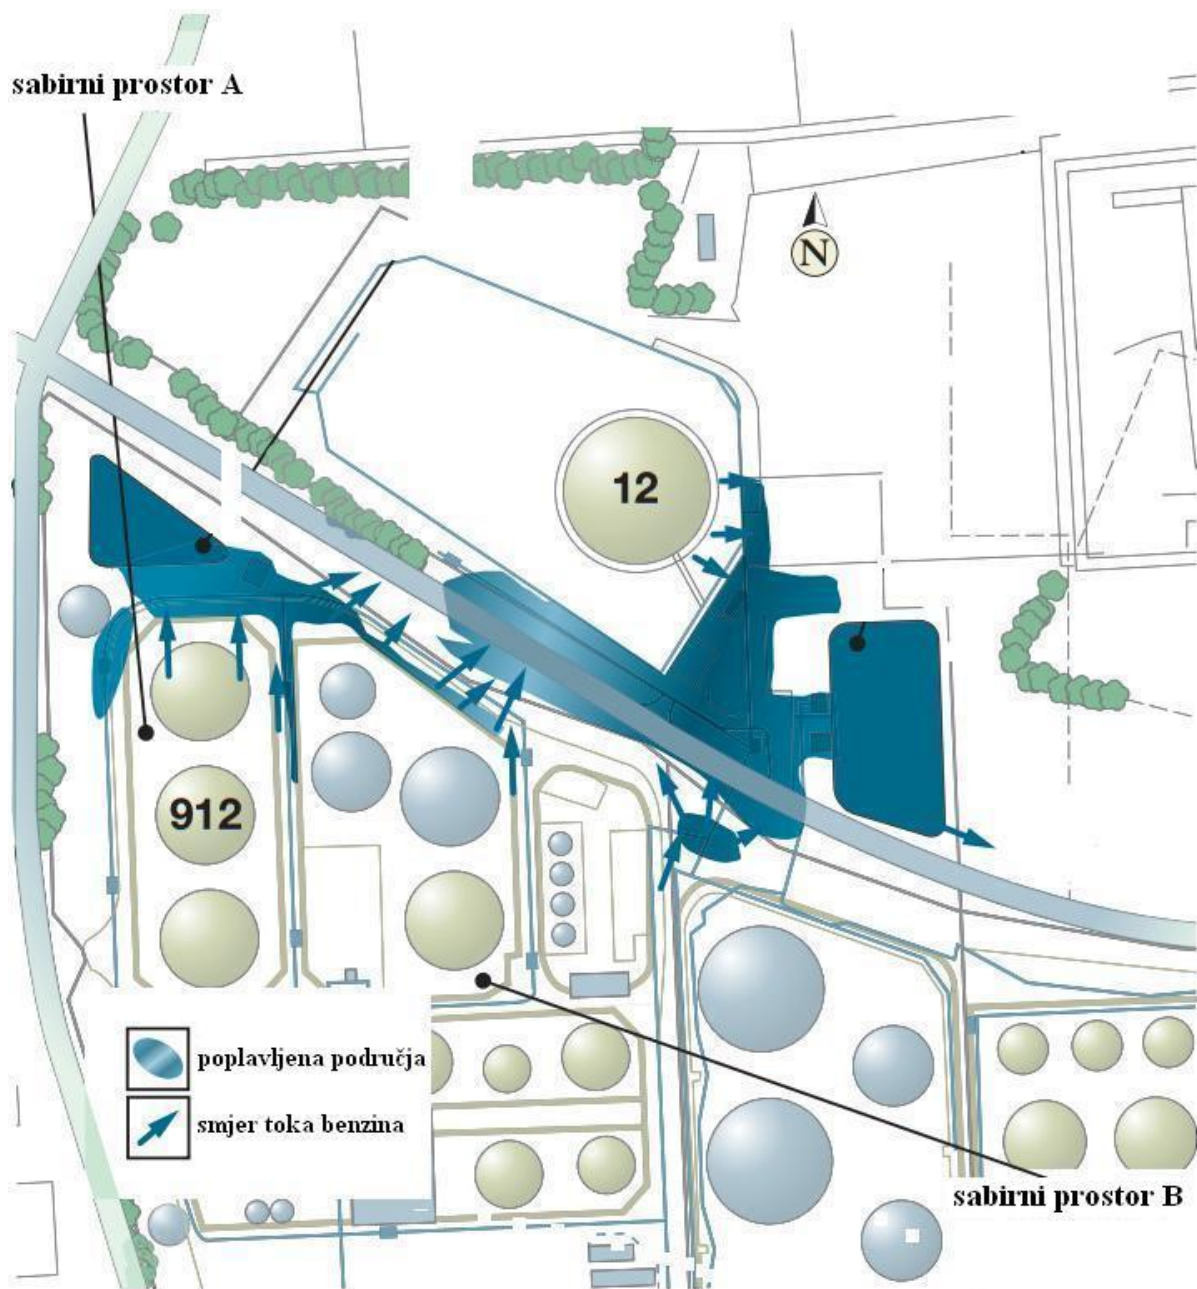 sabirni prostor A
N
12
912
poplavljena područja
smjer toka benzina
sabirni prostor B